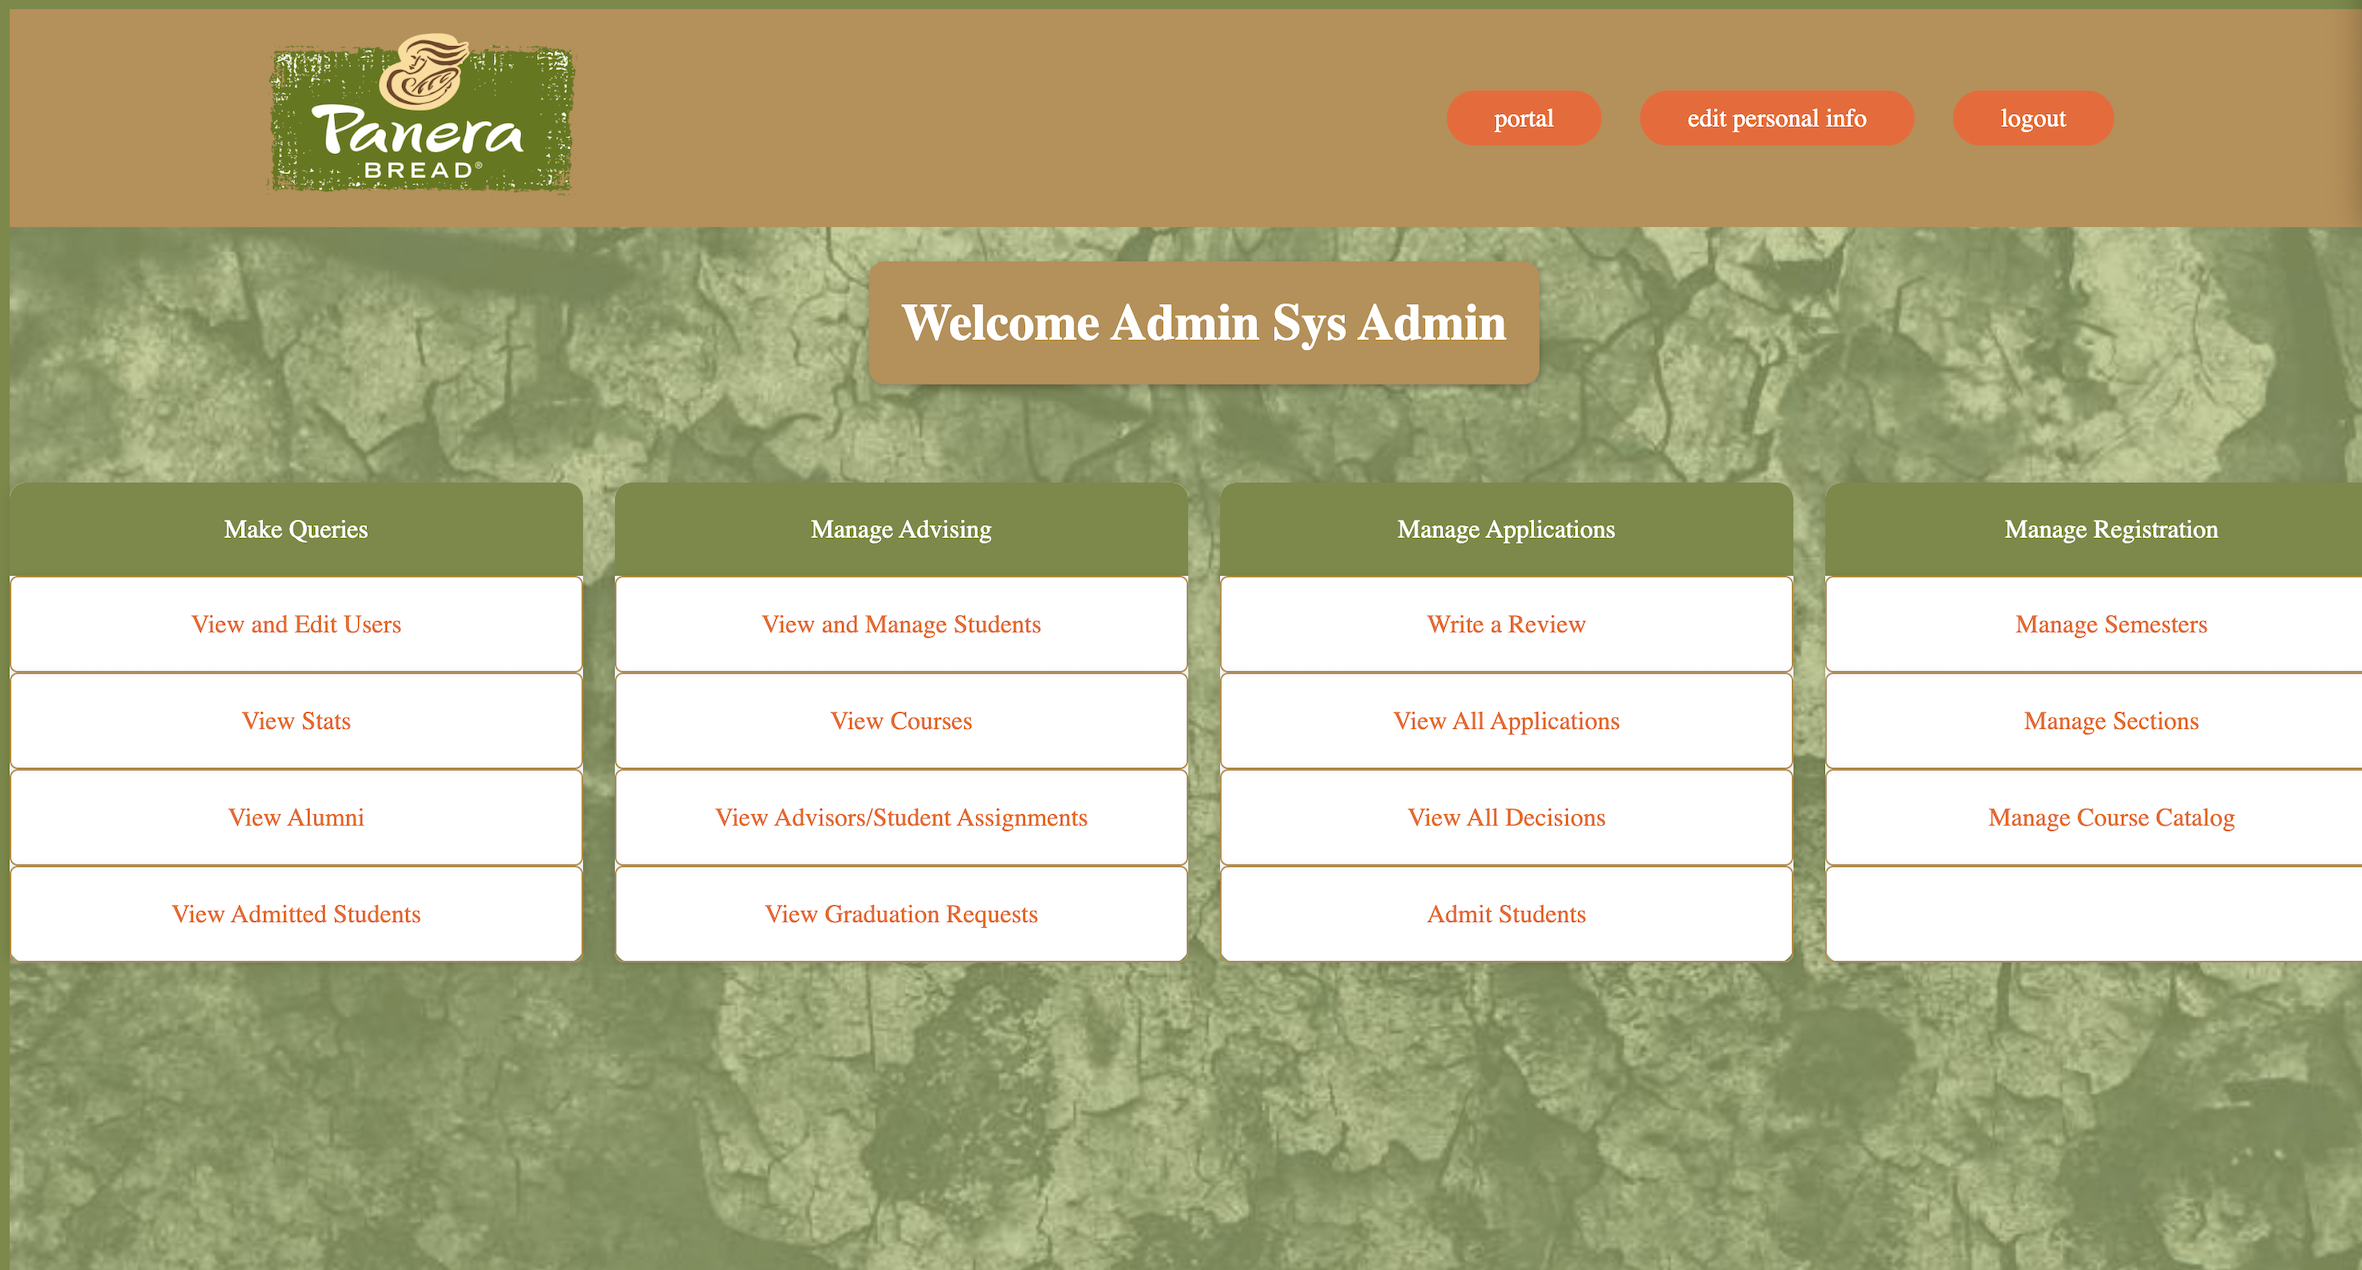 Panera
BREAD®
portal
edit personal info
logout
Welcome Admin Sys Admin
Make Queries
View and Edit Users
View Stats
View Alumni
View Admitted Students
Manage Advising
View and Manage Students
View Courses
View Advisors/Student Assignments
View Graduation Requests
Manage Applications
Write a Review
View All Applications
View All Decisions
Admit Students
Manage Registration
Manage Semesters
Manage Sections
Manage Course Catalog